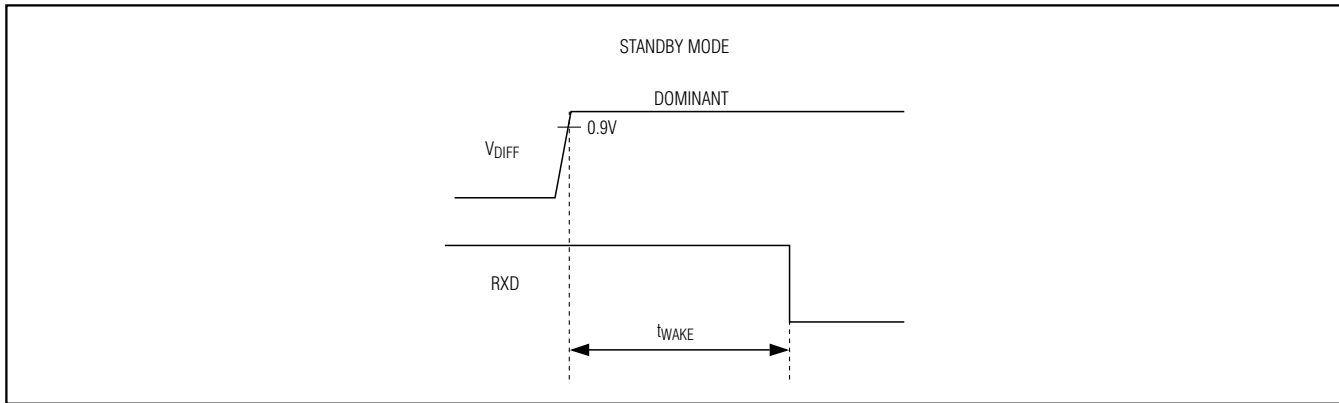 STANDBY MODE
DOMINANT
0.9V
VDIFF
RXD
tWAKE